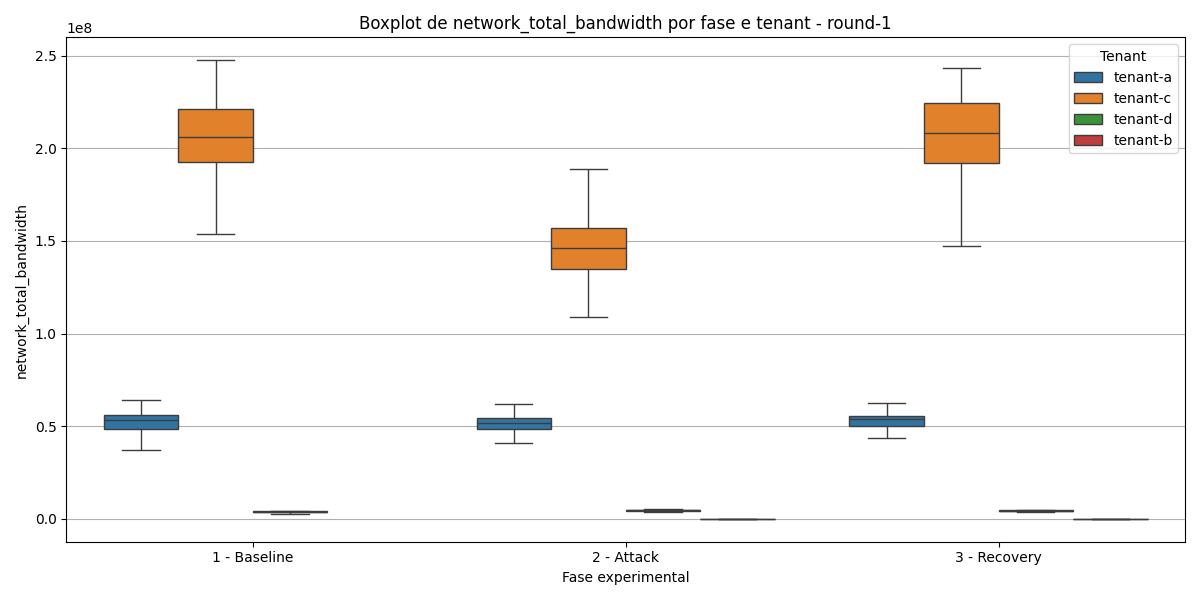 Boxplot de network_total_bandwidth por fase e tenant - round-1
1e8
2.5
2.0
1.5
1.0
0.5
0.0
network_total_bandwidth
Tenant
tenant-a
tenant-c
tenant-d
tenant-b
1 - Baseline
2 - Attack
3 - Recovery
Fase experimental